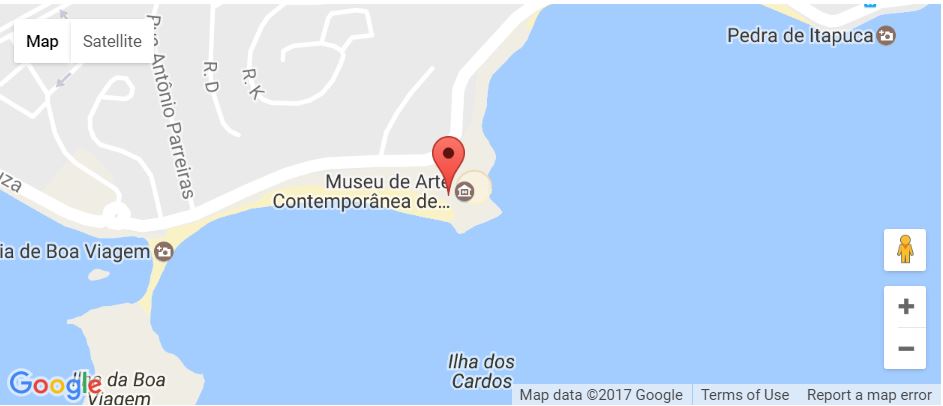 Map
Satellite
Pedra de Itapuca
Rua Antônio Parreiras
R. D
R. K
uza
Museu de Arte
Contemporânea de...
ia de Boa Viagem
Ilha dos
Cardos
Ilha da Boa
Viagem
Google
Map data ©2017 Google
Terms of Use
Report a map error